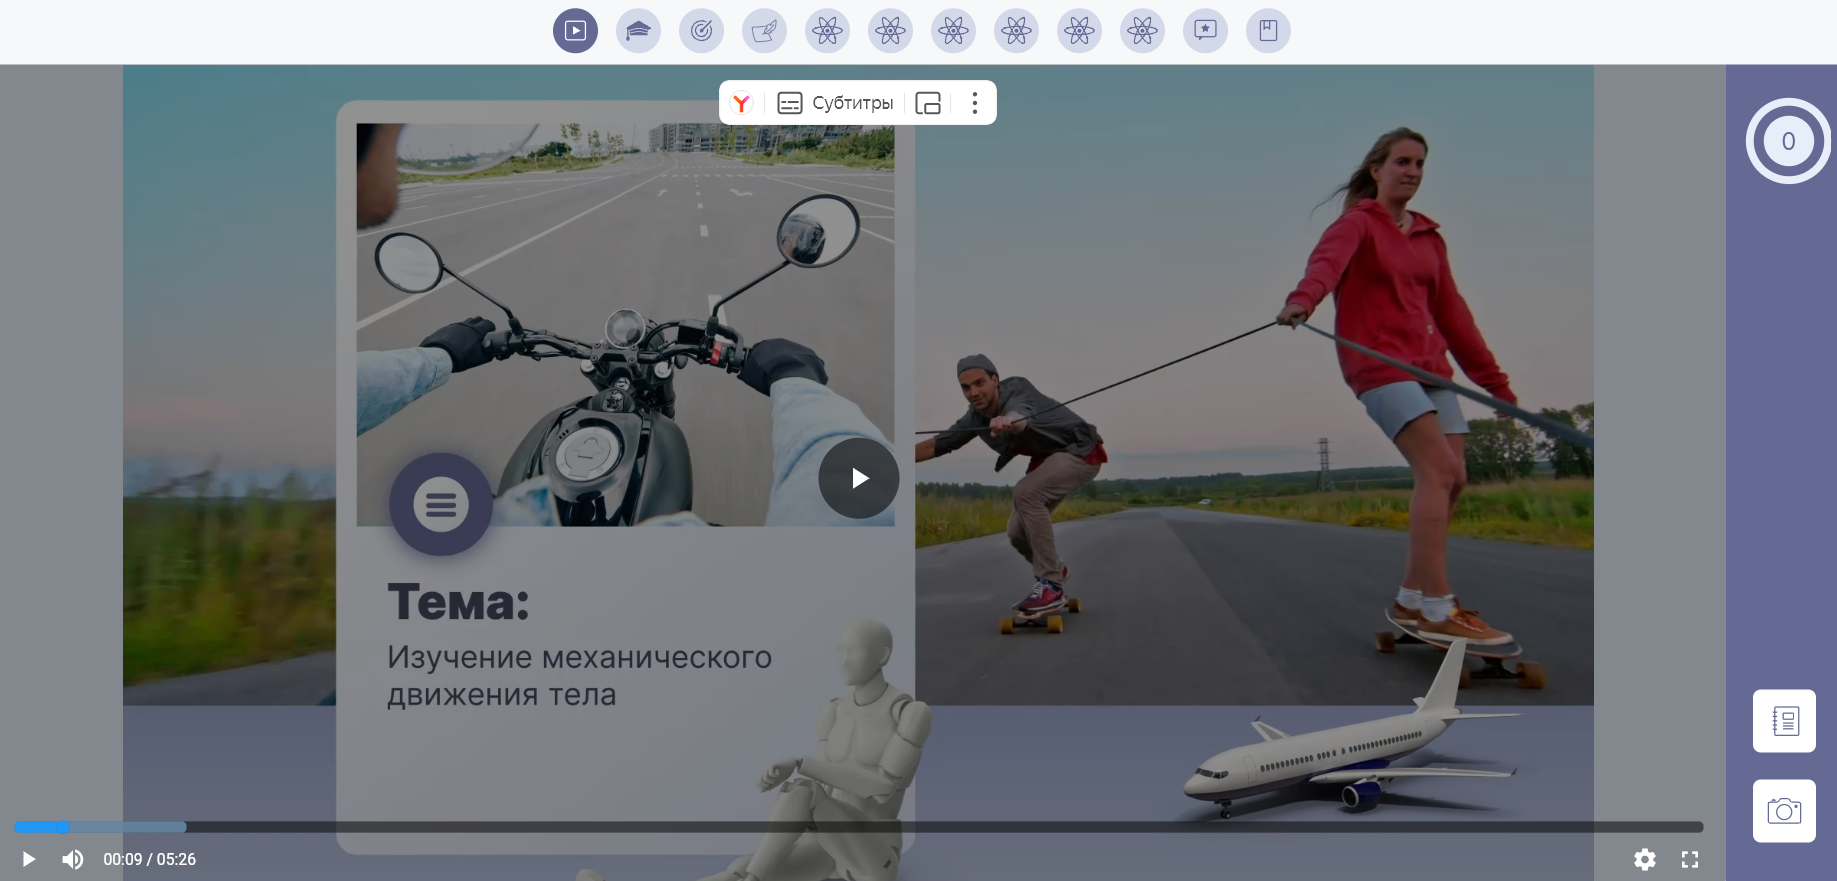 Субтитры
0
Тема:
Изучение механического
движения тела
00:09 / 05:26